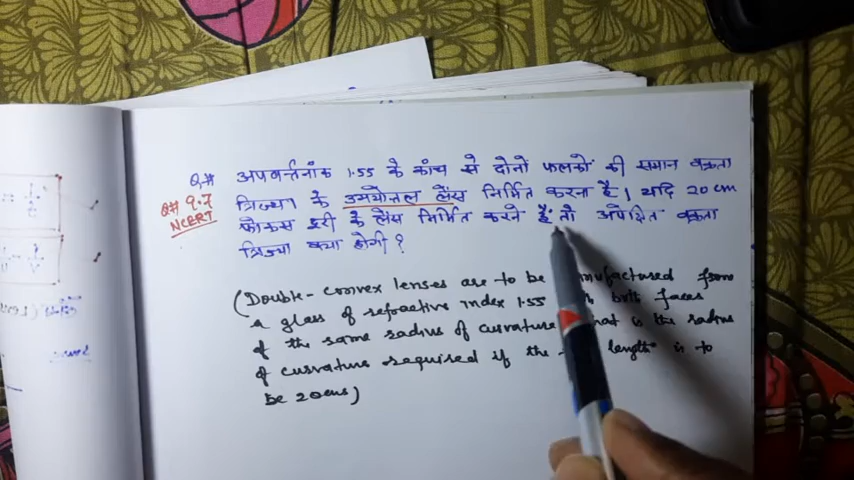 Q.# अपवर्त्तनांक 1.55 के कांच से दोनों फलकों की समान वक्रता
Q# 9.7 त्रिज्या के उभयोत्तल लेंस निर्मित करना है। यदि 20 cm
NCERT फोकस दूरी के लेंस निर्मित करने हैं तो अपेक्षित वक्रता
त्रिज्या क्या होगी?
(Double-convex lenses are to be manufactured from
a glass of refractive index 1.55 both faces
of the same radius of curvature is the radius
of curvature required if the length is to
be 20cm)